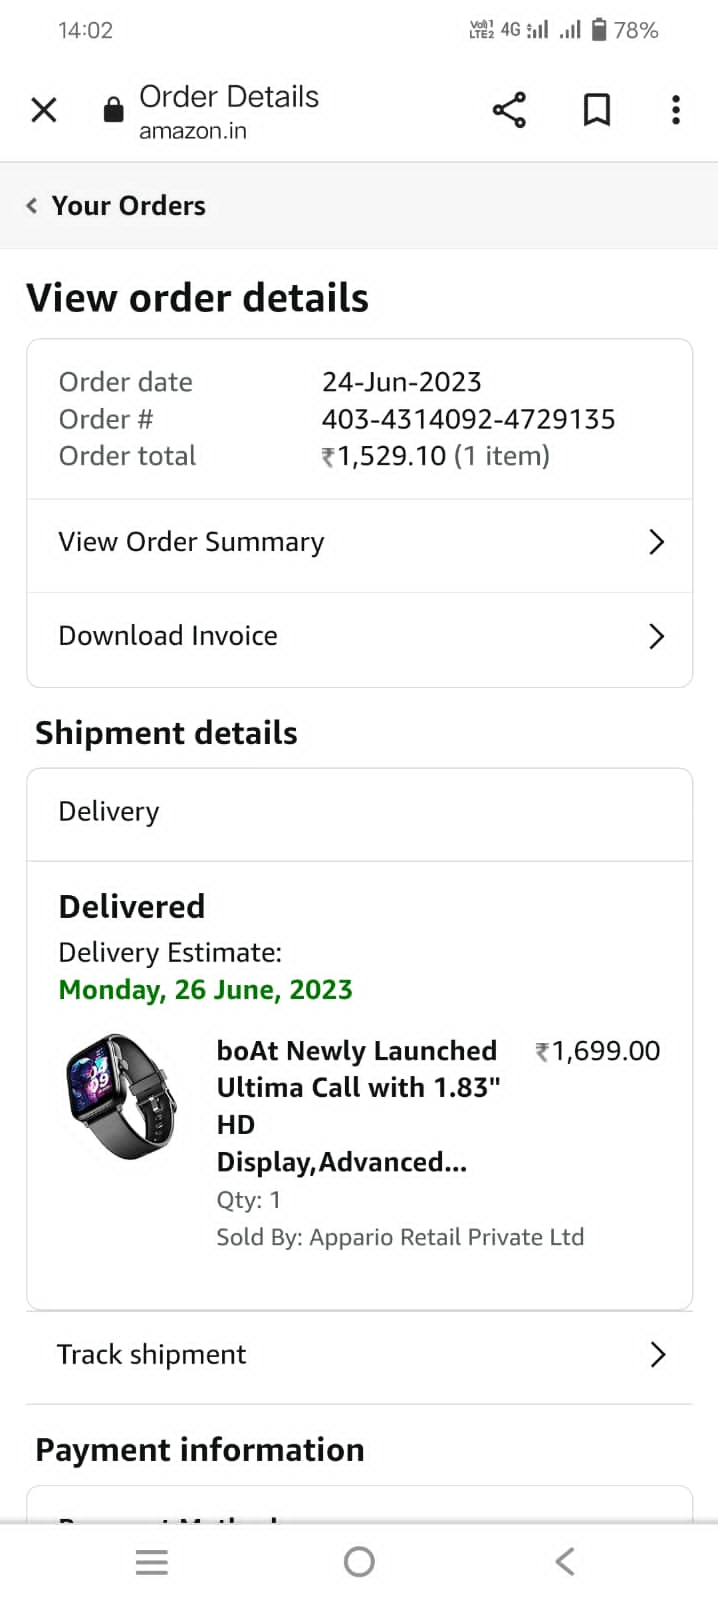 14:02
Vo))1 LTE2 4G 78%
Order Details
amazon.in
Your Orders
View order details
Order date 24-Jun-2023
Order # 403-4314092-4729135
Order total ₹1,529.10 (1 item)
View Order Summary
Download Invoice
Shipment details
Delivery
Delivered
Delivery Estimate:
Monday, 26 June, 2023
boAt Newly Launched ₹1,699.00
Ultima Call with 1.83"
HD
Display,Advanced...
Qty: 1
Sold By: Appario Retail Private Ltd
Track shipment
Payment information